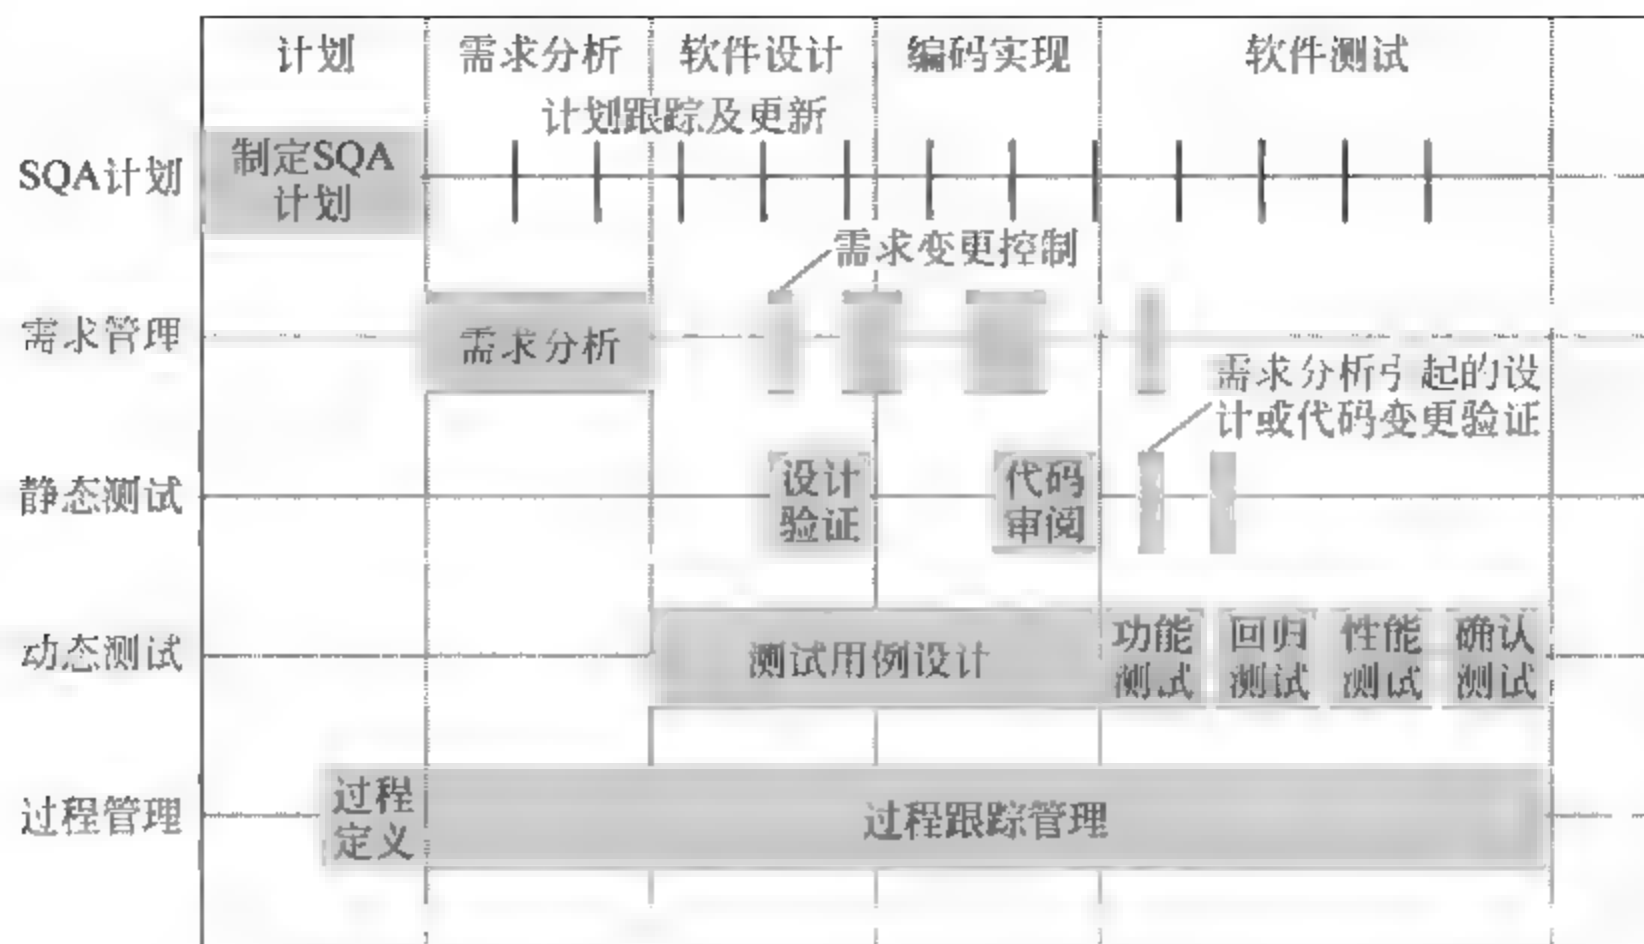 计划 需求分析 软件设计 编码实现 软件测试
计划跟踪及更新
SQA计划
制定SQA
计划
需求变更控制
需求管理
需求分析
需求分析引起的设
计或代码变更验证
静态测试
设计
验证
代码
审阅
动态测试
测试用例设计
功能
测试
回归
测试
性能
测试
确认
测试
过程管理
过程
定义
过程跟踪管理